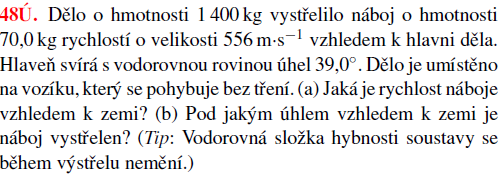 48Ú. Dělo o hmotnosti 1 400 kg vystřelilo náboj o hmotnosti
70,0 kg rychlostí o velikosti 556 m·s⁻¹ vzhledem k hlavni děla.
Hlaveň svírá s vodorovnou rovinou úhel 39,0°. Dělo je umístěno
na vozíku, který se pohybuje bez tření. (a) Jaká je rychlost náboje
vzhledem k zemi? (b) Pod jakým úhlem vzhledem k zemi je
náboj vystřelen? (Tip: Vodorovná složka hybnosti soustavy se
během výstřelu nemění.)